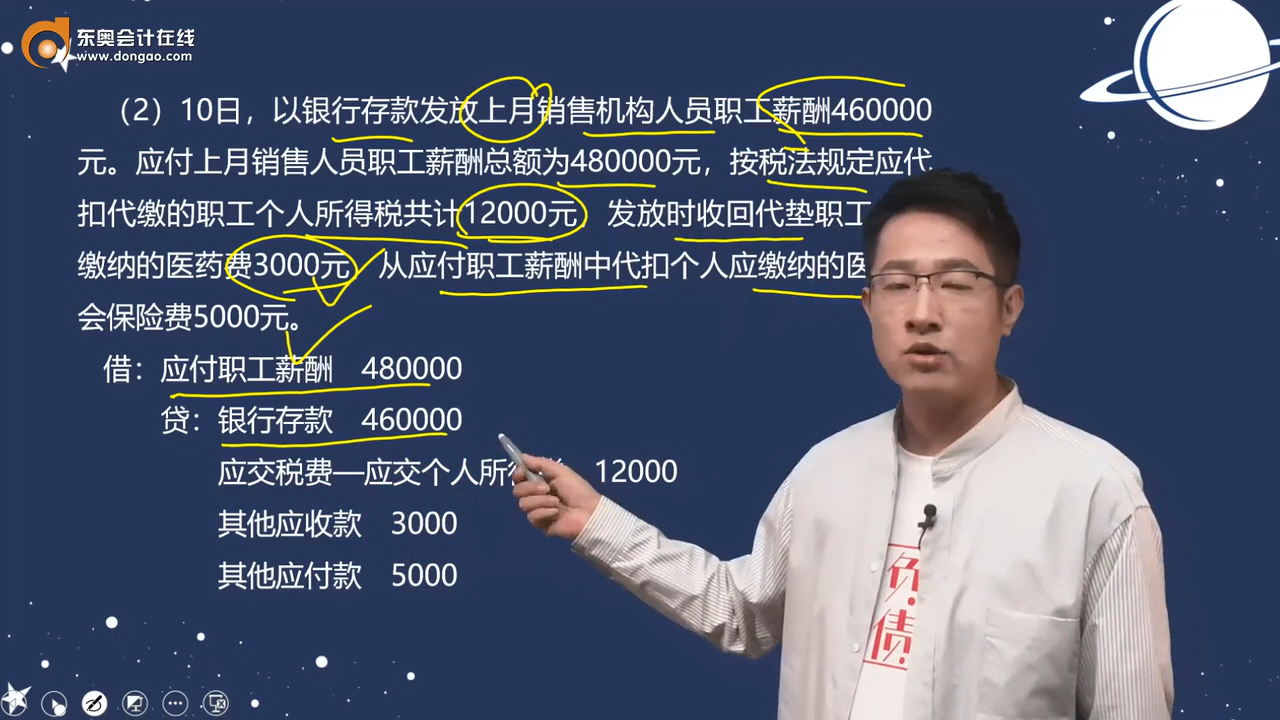 东奥会计在线
www.dongao.com
（2）10日，以银行存款发放上月销售机构人员职工薪酬460000
元。应付上月销售人员职工薪酬总额为480000元，按税法规定应代
扣代缴的职工个人所得税共计12000元 发放时收回代垫职工
缴纳的医药费3000元 从应付职工薪酬中代扣个人应缴纳的医
会保险费5000元。
借：应付职工薪酬 480000
贷：银行存款 460000
应交税费—应交个人所 12000
其他应收款 3000
其他应付款 5000
负债